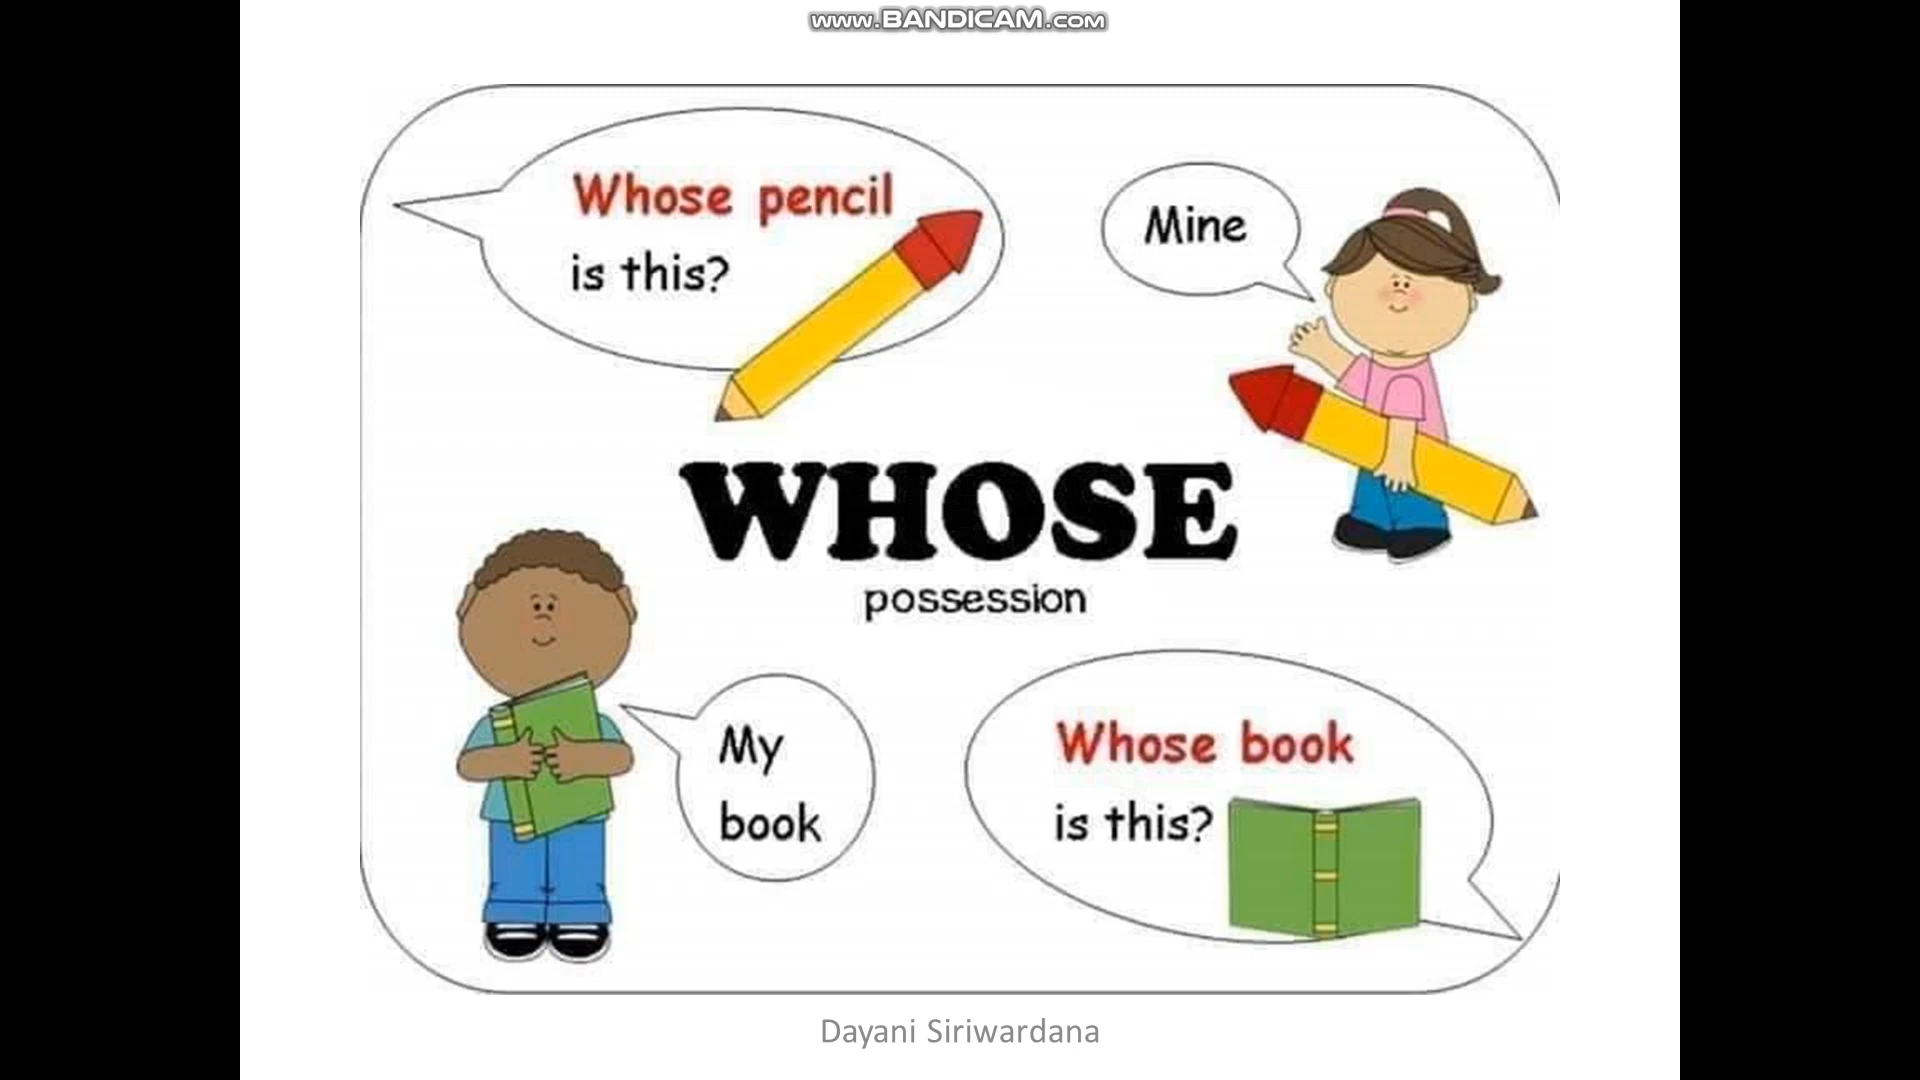 www.BANDICAM.com
Whose pencil
is this?
Mine
WHOSE
possession
My
book
Whose book
is this?
Dayani Siriwardana